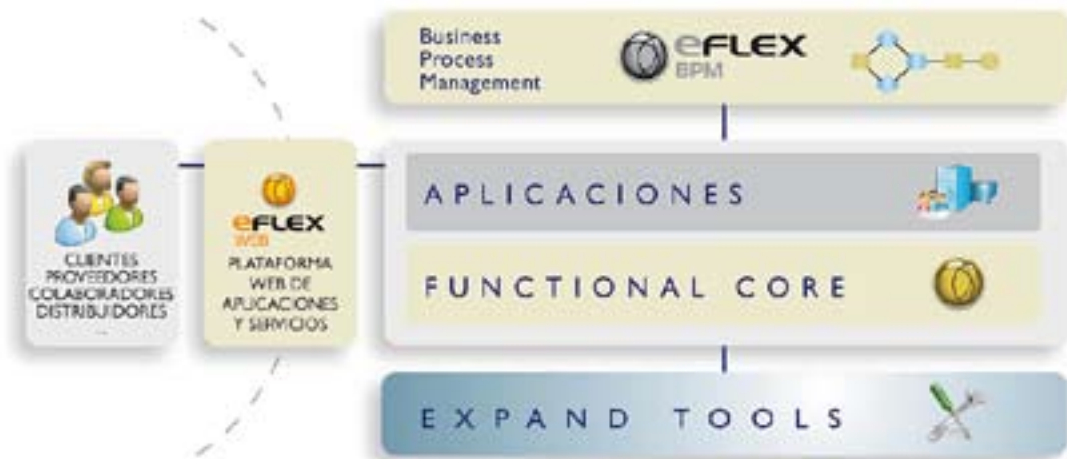 Business
Process
Management
eFLEX
BPM
CLIENTES
PROVEEDORES
COLABORADORES
DISTRIBUIDORES
...
eFLEX
WEB
PLATAFORMA
WEB DE
APLICACIONES
Y SERVICIOS
APLICACIONES
FUNCTIONAL CORE
EXPAND TOOLS